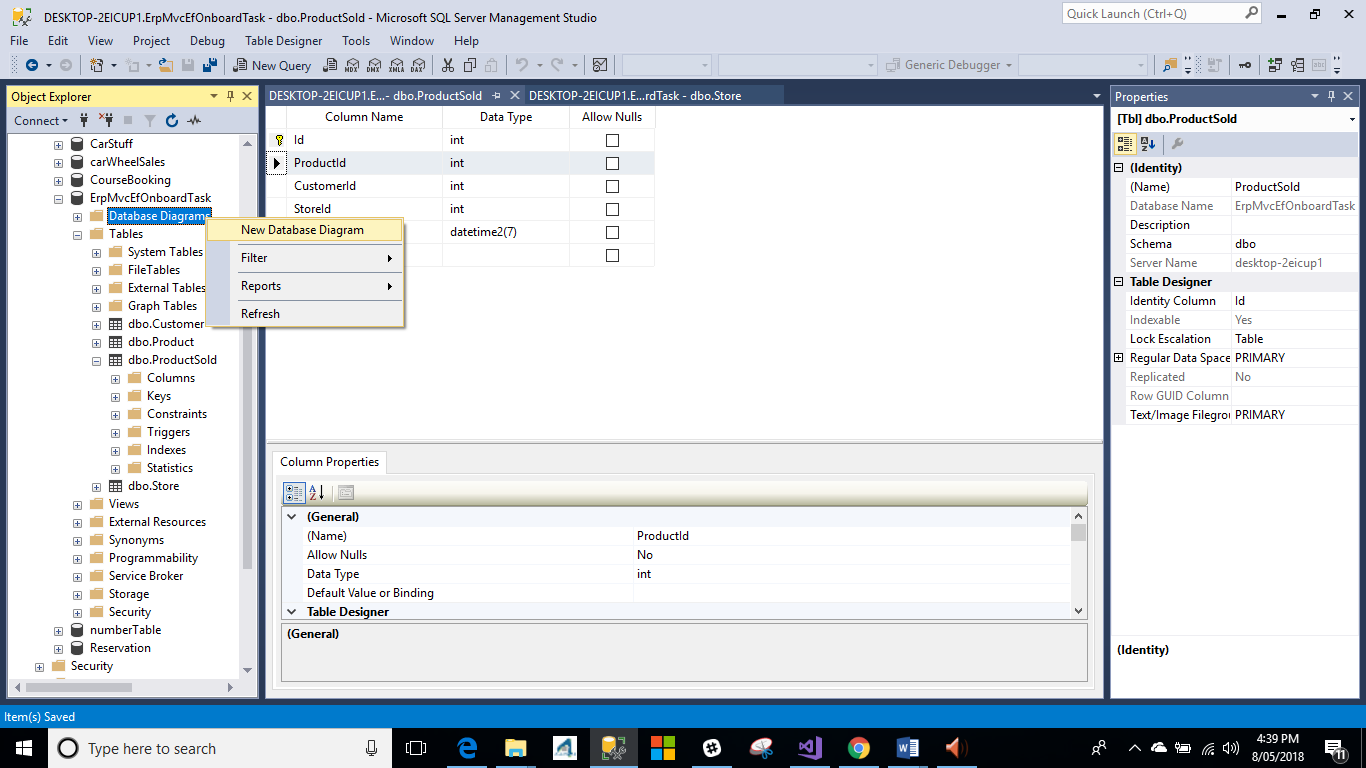 DESKTOP-2EICUP1.ErpMvcEfOnboardTask - dbo.ProductSold - Microsoft SQL Server Management Studio
Quick Launch (Ctrl+Q)
File Edit View Project Debug Table Designer Tools Window Help
New Query
MDX DMX XMLA DAX
Generic Debugger
Object Explorer
Connect
CarStuff
carWheelSales
CourseBooking
ErpMvcEfOnboardTask
Database Diagrams
Tables
System Tables
FileTables
External Tables
Graph Tables
dbo.Customer
dbo.Product
dbo.ProductSold
Columns
Keys
Constraints
Triggers
Indexes
Statistics
dbo.Store
Views
External Resources
Synonyms
Programmability
Service Broker
Storage
Security
numberTable
Reservation
Security
New Database Diagram
Filter
Reports
Refresh
DESKTOP-2EICUP1.E...- dbo.ProductSold
DESKTOP-2EICUP1.E...rdTask - dbo.Store
Column Name Data Type Allow Nulls
Id int
ProductId int
CustomerId int
StoreId int
datetime2(7)
Column Properties
(General)
(Name) ProductId
Allow Nulls No
Data Type int
Default Value or Binding
Table Designer
(General)
Properties
[Tbl] dbo.ProductSold
(Identity)
(Name) ProductSold
Database Name ErpMvcEfOnboardTask
Description
Schema dbo
Server Name desktop-2eicup1
Table Designer
Identity Column Id
Indexable Yes
Lock Escalation Table
Regular Data Space PRIMARY
Replicated No
Row GUID Column
Text/Image Filegrou PRIMARY
(Identity)
Item(s) Saved
Type here to search
4:39 PM
8/05/2018
11